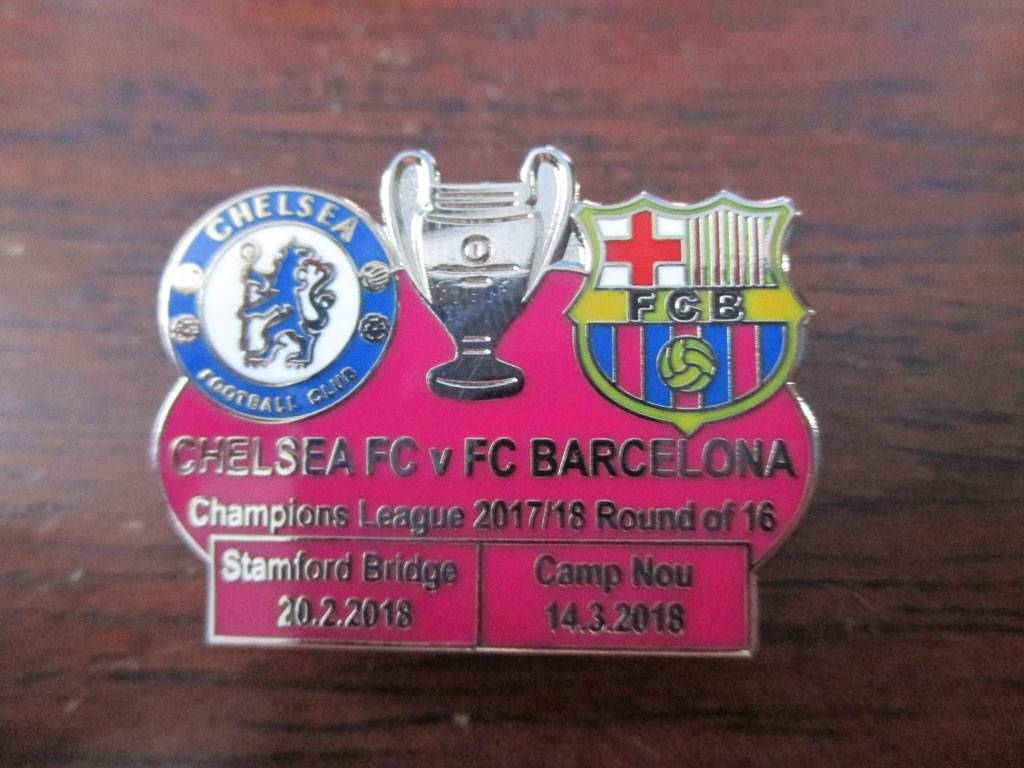 CHELSEA
FOOTBALL CLUB
FCB
CHELSEA FC v FC BARCELONA
Champions League 2017/18 Round of 16
Stamford Bridge
20.2.2018
Camp Nou
14.3.2018